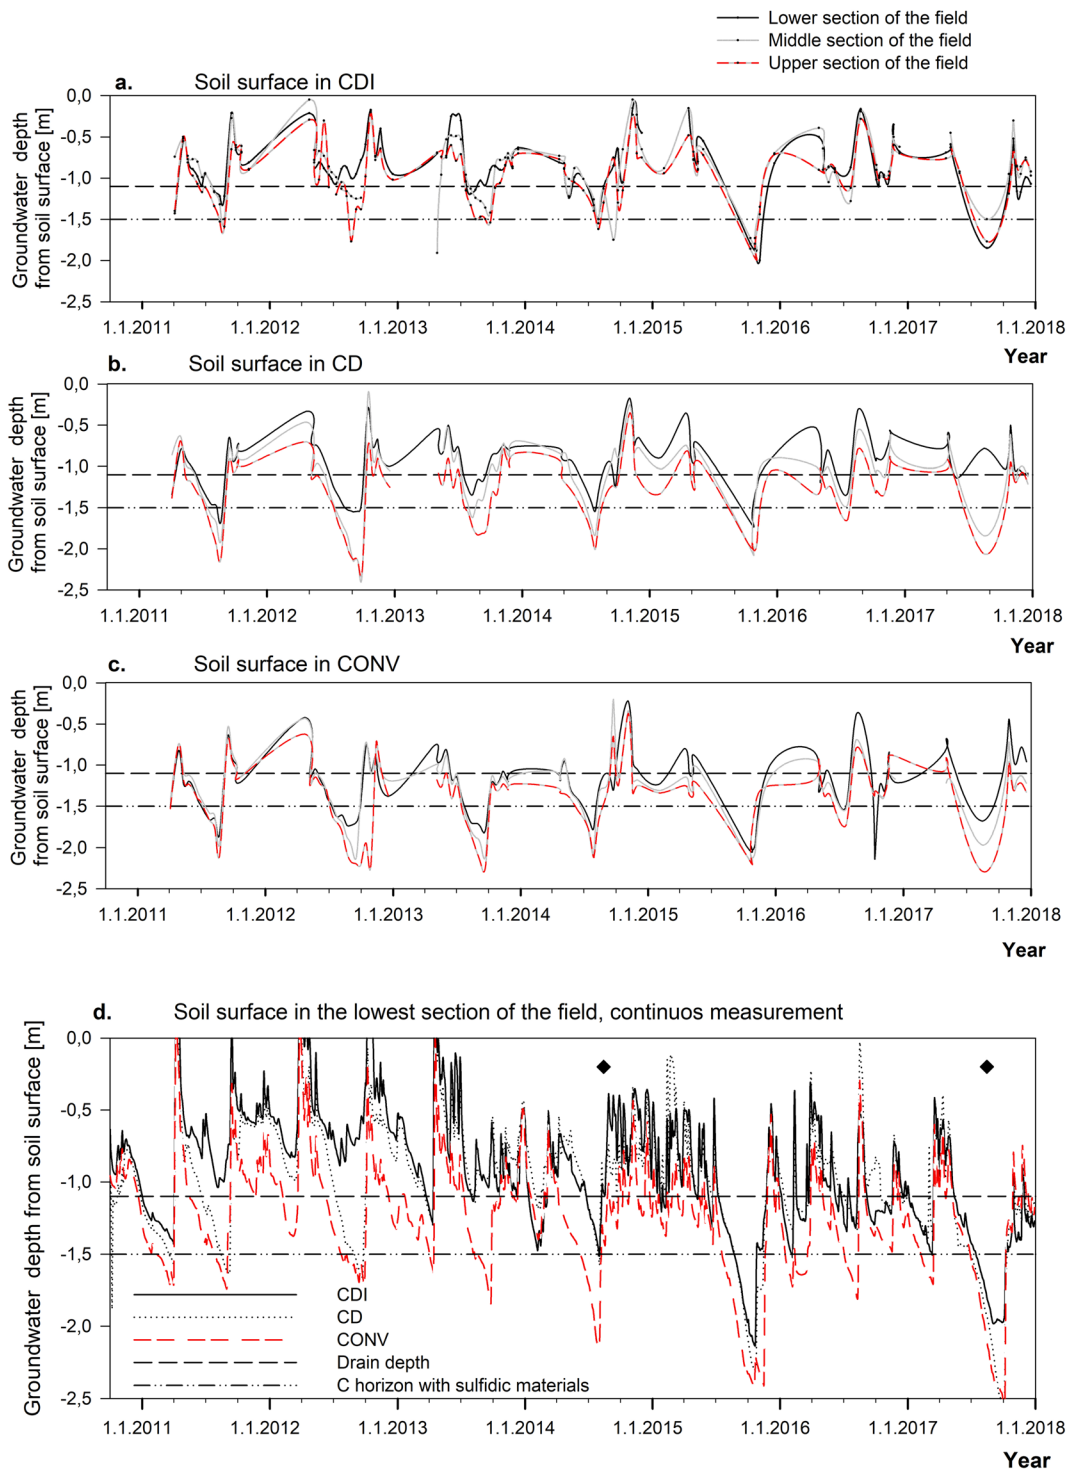 Lower section of the field
Middle section of the field
Upper section of the field
a. Soil surface in CDI
Groundwater depth
from soil surface [m]
0,0
-0,5
-1,0
-1,5
-2,0
-2,5
1.1.2011 1.1.2012 1.1.2013 1.1.2014 1.1.2015 1.1.2016 1.1.2017 1.1.2018
Year
b. Soil surface in CD
Groundwater depth
from soil surface [m]
0,0
-0,5
-1,0
-1,5
-2,0
-2,5
1.1.2011 1.1.2012 1.1.2013 1.1.2014 1.1.2015 1.1.2016 1.1.2017 1.1.2018
Year
c. Soil surface in CONV
Groundwater depth
from soil surface [m]
0,0
-0,5
-1,0
-1,5
-2,0
-2,5
1.1.2011 1.1.2012 1.1.2013 1.1.2014 1.1.2015 1.1.2016 1.1.2017 1.1.2018
Year
d. Soil surface in the lowest section of the field, continuos measurement
Groundwater depth from soil surface [m]
0,0
-0,5
-1,0
-1,5
-2,0
-2,5
CDI
CD
CONV
Drain depth
C horizon with sulfidic materials
1.1.2011 1.1.2012 1.1.2013 1.1.2014 1.1.2015 1.1.2016 1.1.2017 1.1.2018
Year